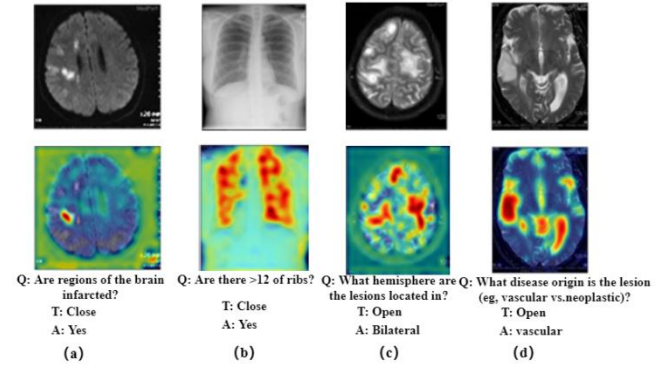 Q: Are regions of the brain
infarcted?
T: Close
A: Yes
(a)
Q: Are there >12 of ribs?
T: Close
A: Yes
(b)
Q: What hemisphere are
the lesions located in?
T: Open
A: Bilateral
(c)
Q: What disease origin is the lesion
(eg, vascular vs.neoplastic)?
T: Open
A: vascular
(d)